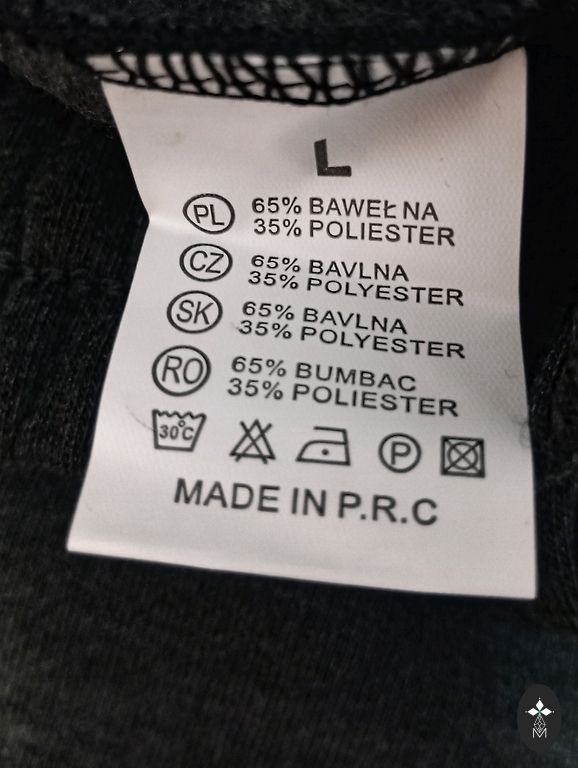 L
PL 65% BAWEŁNA
35% POLIESTER
CZ 65% BAVLNA
35% POLYESTER
SK 65% BAVLNA
35% POLYESTER
RO 65% BUMBAC
35% POLIESTER
30°C P
MADE IN P.R.C
M